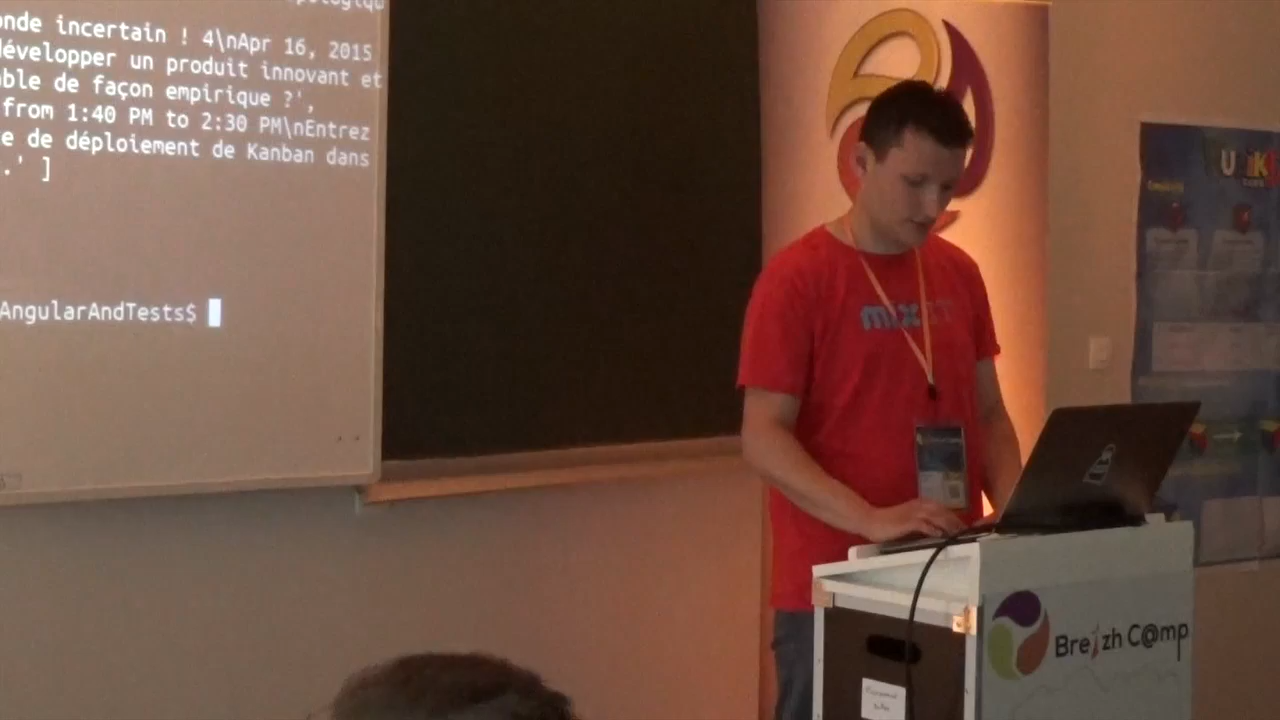 onde incertain ! 4\nApr 16, 2015
développer un produit innovant et
able de façon empirique ?',
from 1:40 PM to 2:30 PM\nEntrez
e de déploiement de Kanban dans
.' ]
AngularAndTests$
mix
Breizh C@mp